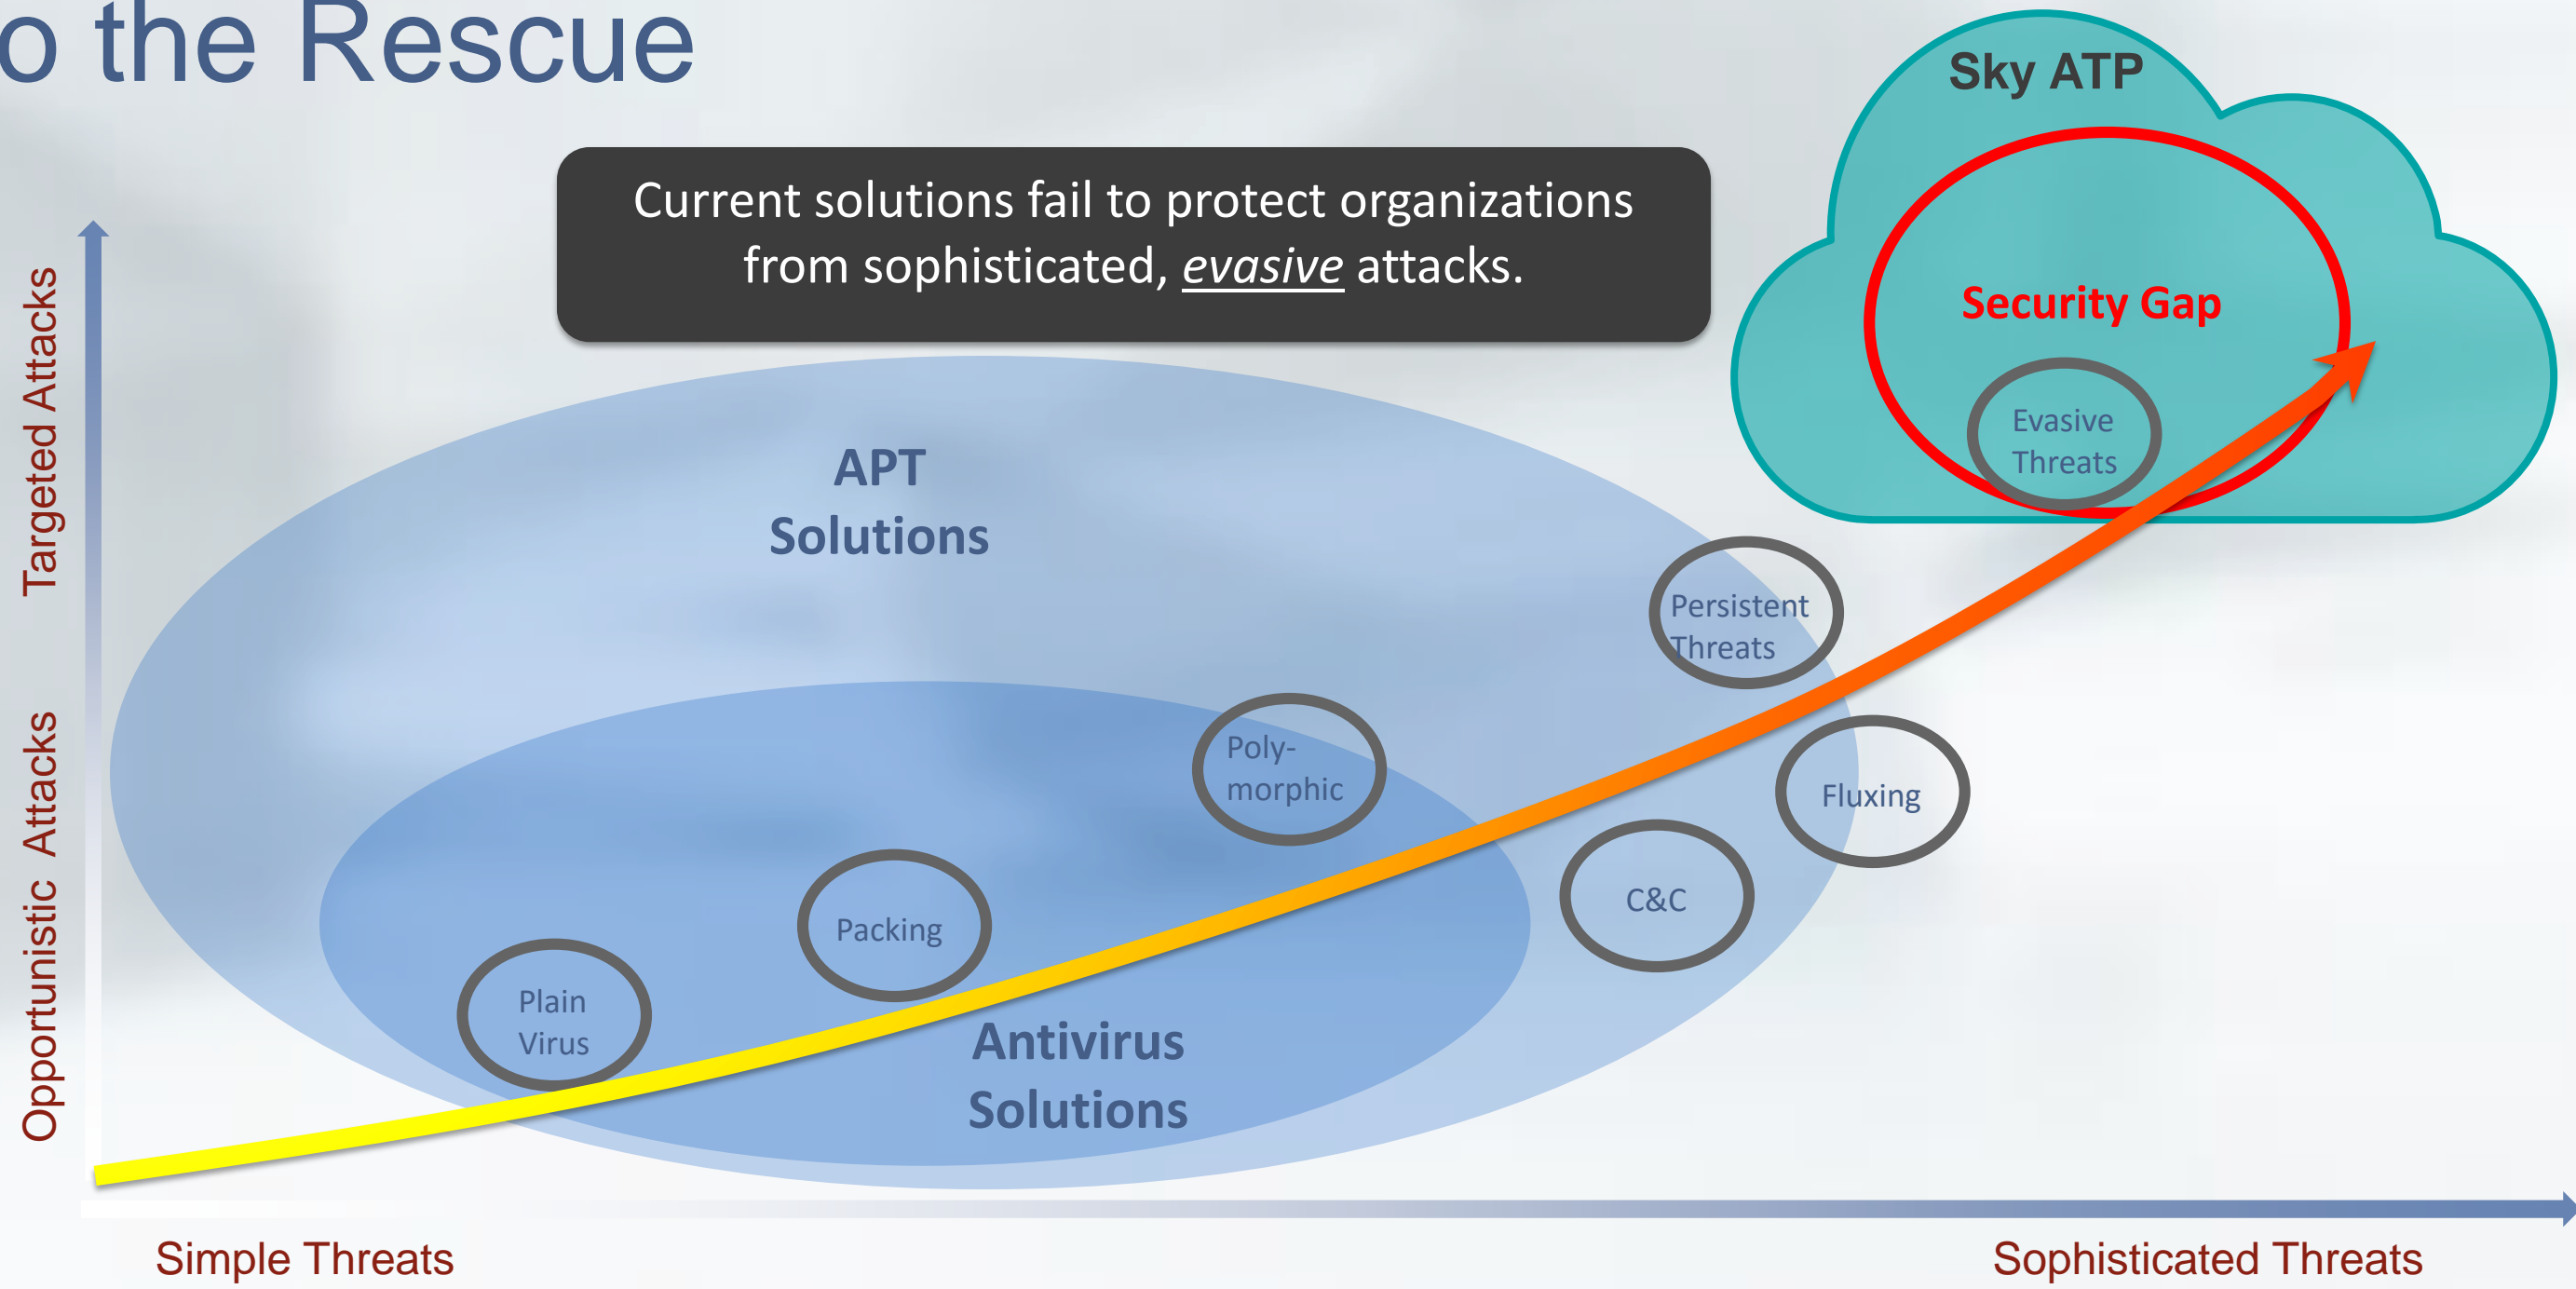 o the Rescue
Sky ATP
Current solutions fail to protect organizations
from sophisticated, evasive attacks.
Security Gap
Evasive
Threats
Targeted Attacks
APT
Solutions
Persistent
Threats
Poly-
morphic
Fluxing
Opportunistic Attacks
C&C
Packing
Plain
Virus
Antivirus
Solutions
Simple Threats
Sophisticated Threats